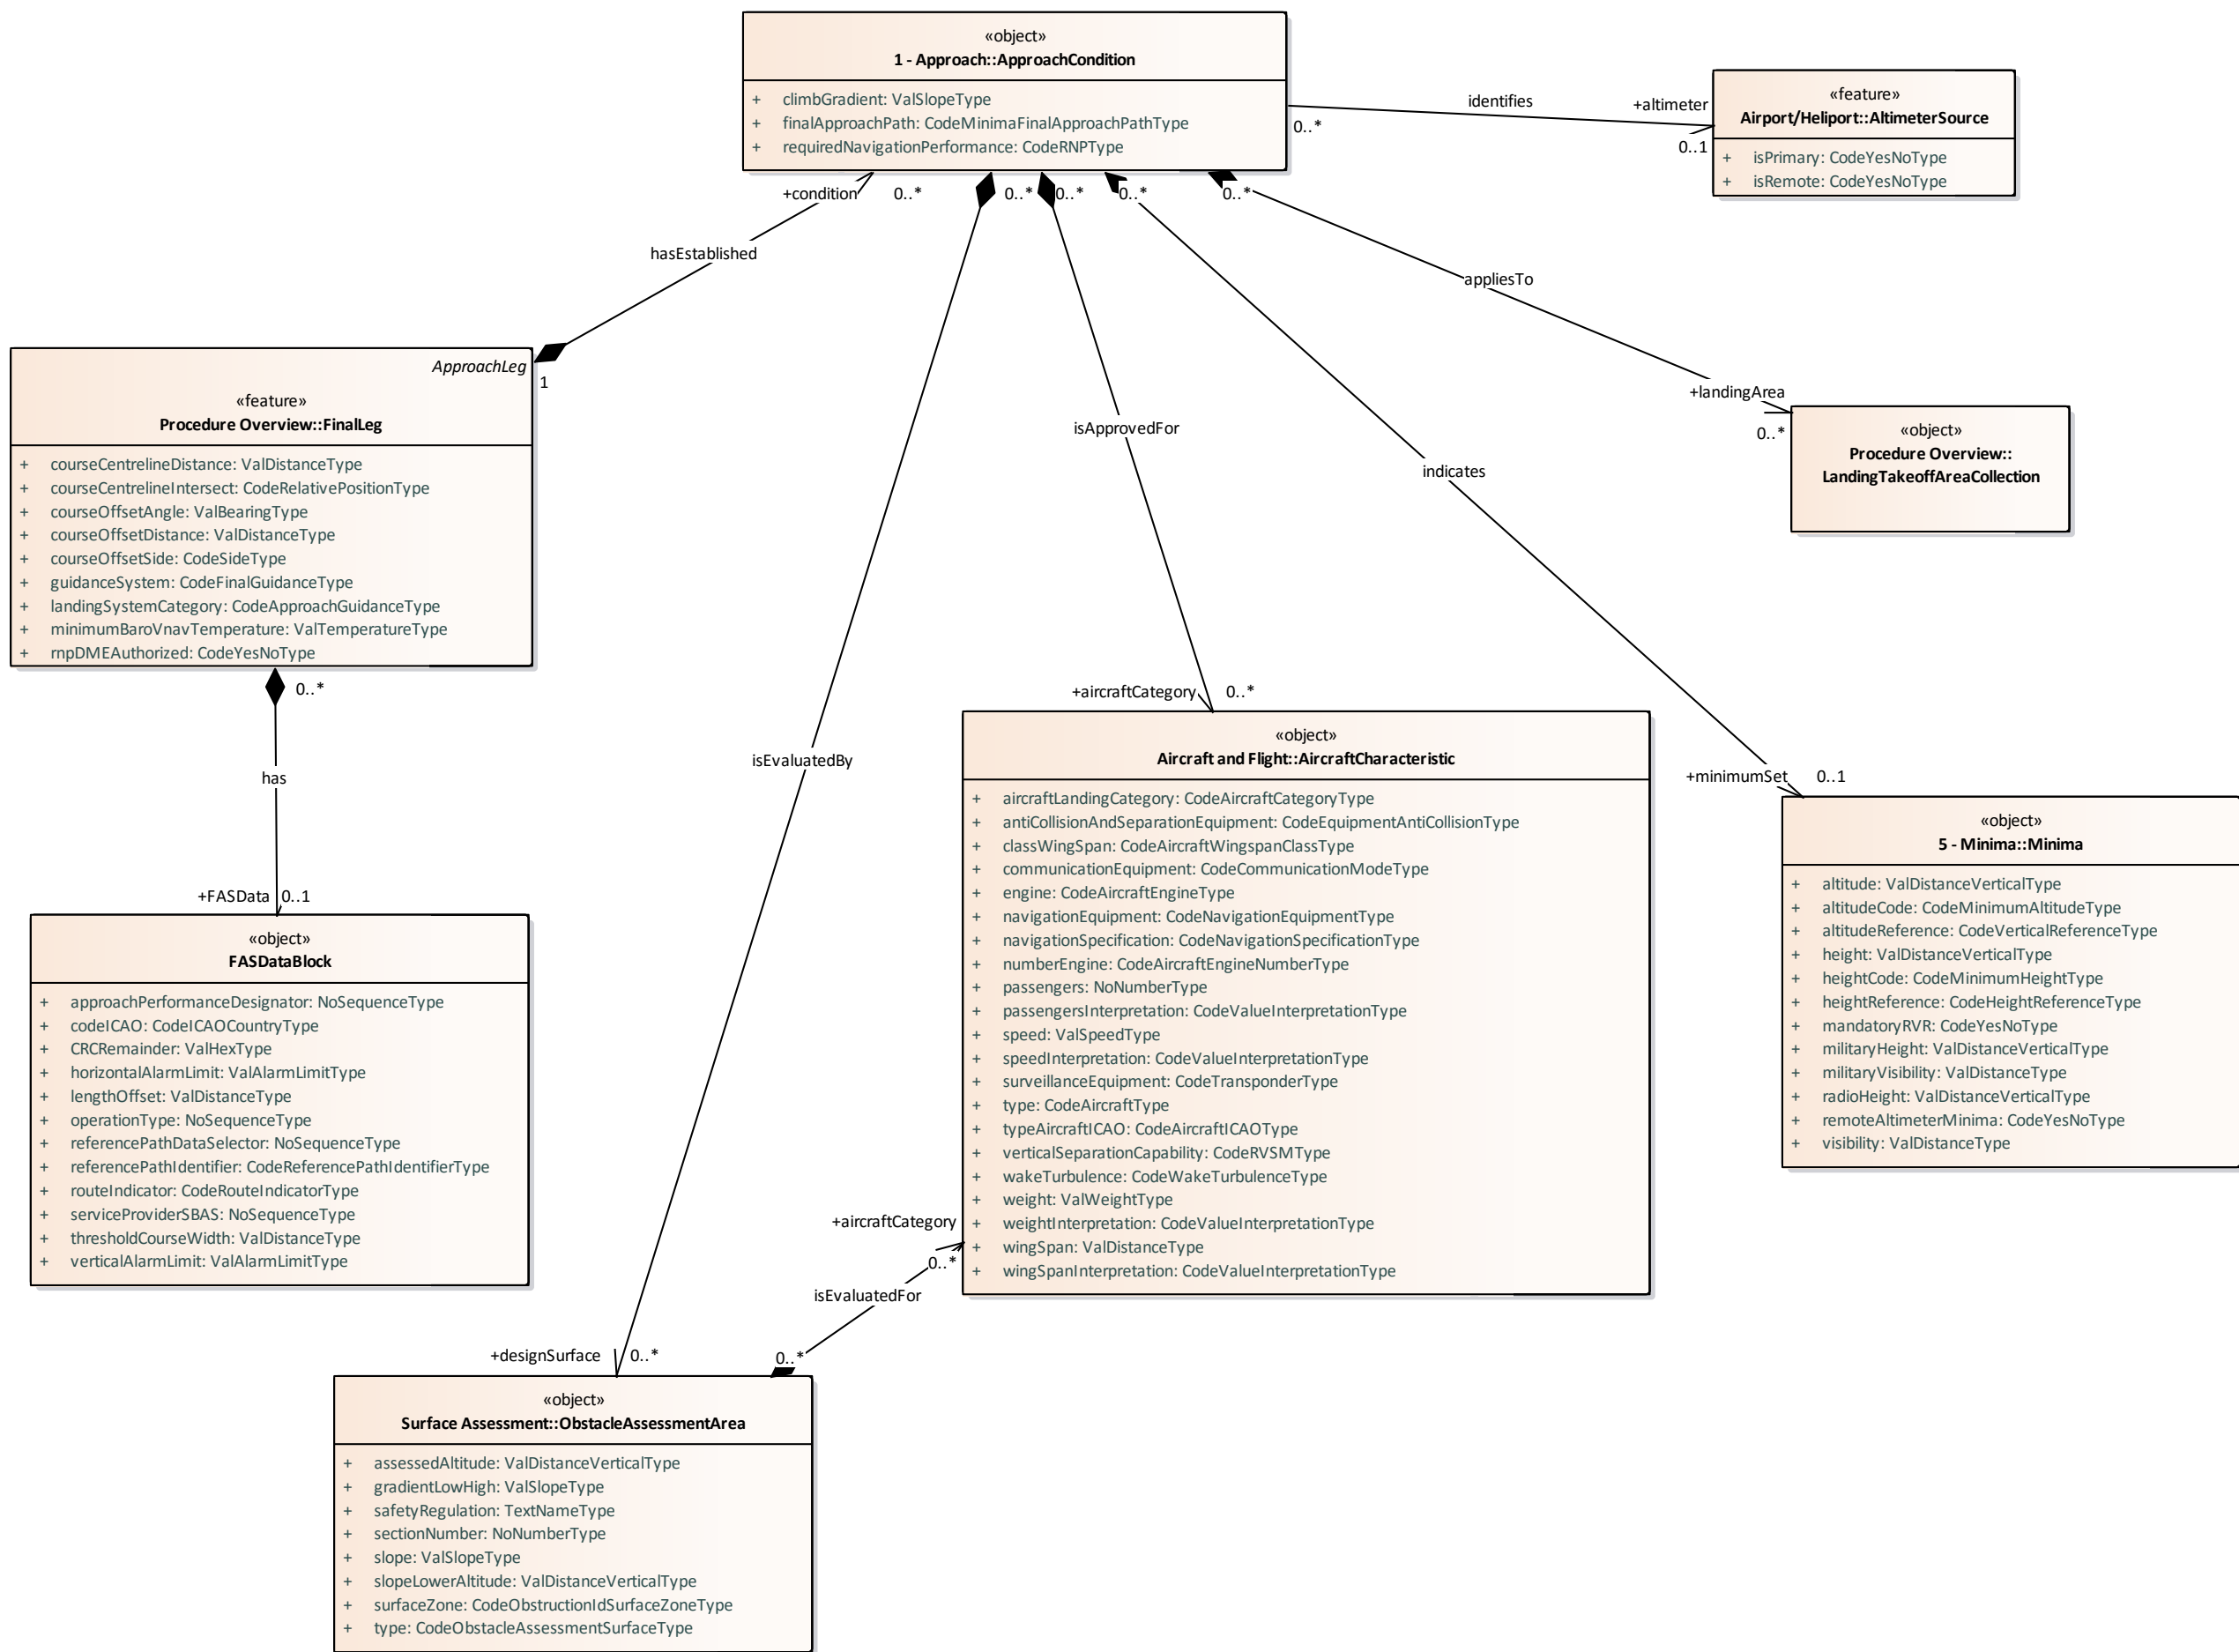 «object»
1 - Approach::ApproachCondition
+ climbGradient: ValSlopeType
+ finalApproachPath: CodeMinimaFinalApproachPathType
+ requiredNavigationPerformance: CodeRNPType
identifies
0..*
+altimeter
0..1
«feature»
Airport/Heliport::AltimeterSource
+ isPrimary: CodeYesNoType
+ isRemote: CodeYesNoType
+condition
0..*
0..*
0..*
0..*
0..*
hasEstablished
appliesTo
1
+landingArea
0..*
ApproachLeg
«feature»
Procedure Overview::FinalLeg
+ courseCentrelineDistance: ValDistanceType
+ courseCentrelineIntersect: CodeRelativePositionType
+ courseOffsetAngle: ValBearingType
+ courseOffsetDistance: ValDistanceType
+ courseOffsetSide: CodeSideType
+ guidanceSystem: CodeFinalGuidanceType
+ landingSystemCategory: CodeApproachGuidanceType
+ minimumBaroVnavTemperature: ValTemperatureType
+ rnpDMEAuthorized: CodeYesNoType
«object»
Procedure Overview::
LandingTakeoffAreaCollection
isApprovedFor
indicates
0..*
has
+FASData
0..1
isEvaluatedBy
+aircraftCategory
0..*
+minimumSet
0..1
«object»
Aircraft and Flight::AircraftCharacteristic
+ aircraftLandingCategory: CodeAircraftCategoryType
+ antiCollisionAndSeparationEquipment: CodeEquipmentAntiCollisionType
+ classWingSpan: CodeAircraftWingspanClassType
+ communicationEquipment: CodeCommunicationModeType
+ engine: CodeAircraftEngineType
+ navigationEquipment: CodeNavigationEquipmentType
+ navigationSpecification: CodeNavigationSpecificationType
+ numberEngine: CodeAircraftEngineNumberType
+ passengers: NoNumberType
+ passengersInterpretation: CodeValueInterpretationType
+ speed: ValSpeedType
+ speedInterpretation: CodeValueInterpretationType
+ surveillanceEquipment: CodeTransponderType
+ type: CodeAircraftType
+ typeAircraftICAO: CodeAircraftICAOType
+ verticalSeparationCapability: CodeRVSMType
+ wakeTurbulence: CodeWakeTurbulenceType
+ weight: ValWeightType
+ weightInterpretation: CodeValueInterpretationType
+ wingSpan: ValDistanceType
+ wingSpanInterpretation: CodeValueInterpretationType
«object»
5 - Minima::Minima
+ altitude: ValDistanceVerticalType
+ altitudeCode: CodeMinimumAltitudeType
+ altitudeReference: CodeVerticalReferenceType
+ height: ValDistanceVerticalType
+ heightCode: CodeMinimumHeightType
+ heightReference: CodeHeightReferenceType
+ mandatoryRVR: CodeYesNoType
+ militaryHeight: ValDistanceVerticalType
+ militaryVisibility: ValDistanceType
+ radioHeight: ValDistanceVerticalType
+ remoteAltimeterMinima: CodeYesNoType
+ visibility: ValDistanceType
«object»
FASDataBlock
+ approachPerformanceDesignator: NoSequenceType
+ codeICAO: CodeICAOCountryType
+ CRCRemainder: ValHexType
+ horizontalAlarmLimit: ValAlarmLimitType
+ lengthOffset: ValDistanceType
+ operationType: NoSequenceType
+ referencePathDataSelector: NoSequenceType
+ referencePathIdentifier: CodeReferencePathIdentifierType
+ routeIndicator: CodeRouteIndicatorType
+ serviceProviderSBAS: NoSequenceType
+ thresholdCourseWidth: ValDistanceType
+ verticalAlarmLimit: ValAlarmLimitType
+aircraftCategory
0..*
isEvaluatedFor
0..*
+designSurface
0..*
«object»
Surface Assessment::ObstacleAssessmentArea
+ assessedAltitude: ValDistanceVerticalType
+ gradientLowHigh: ValSlopeType
+ safetyRegulation: TextNameType
+ sectionNumber: NoNumberType
+ slope: ValSlopeType
+ slopeLowerAltitude: ValDistanceVerticalType
+ surfaceZone: CodeObstructionIdSurfaceZoneType
+ type: CodeObstacleAssessmentSurfaceType